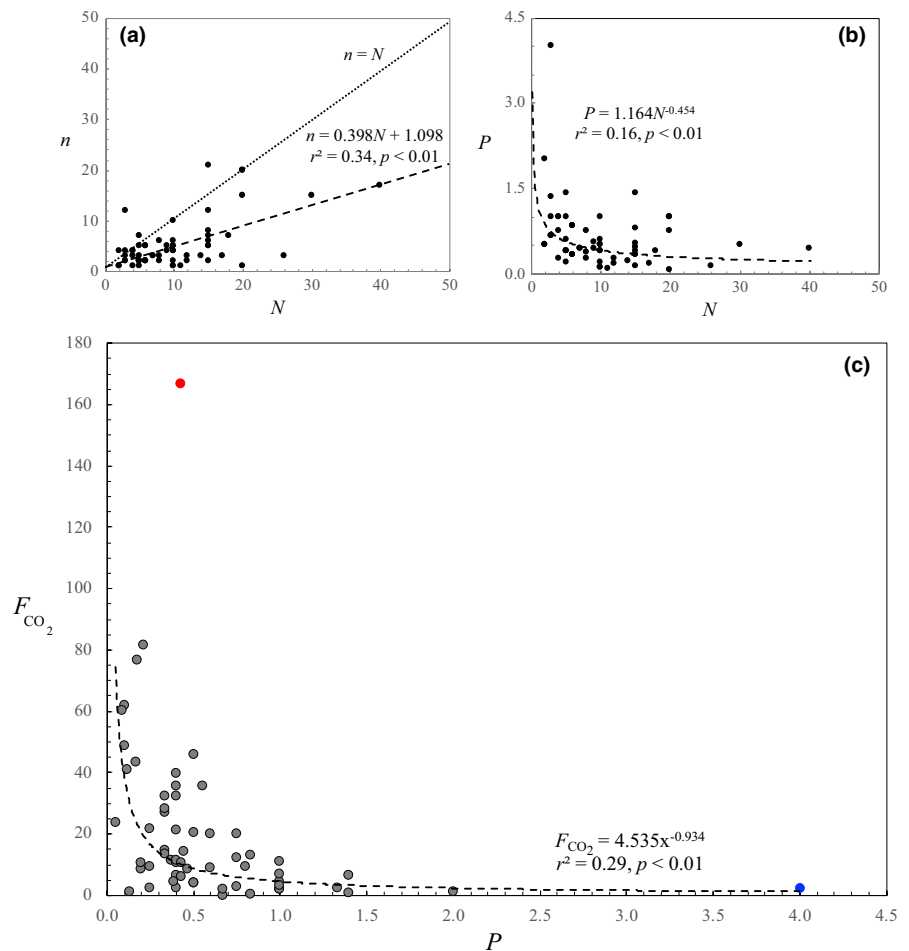 (a)
50
40
30
20
10
0
n
n = N
n = 0.398N + 1.098
r² = 0.34, p < 0.01
0 10 20 30 40 50
N
(b)
4.5
3.0
1.5
0.0
P
P = 1.164N^-0.454
r² = 0.16, p < 0.01
0 10 20 30 40 50
N
(c)
180
160
140
120
100
80
60
40
20
0
F_CO₂
F_CO₂ = 4.535x^-0.934
r² = 0.29, p < 0.01
0.0 0.5 1.0 1.5 2.0 2.5 3.0 3.5 4.0 4.5
P